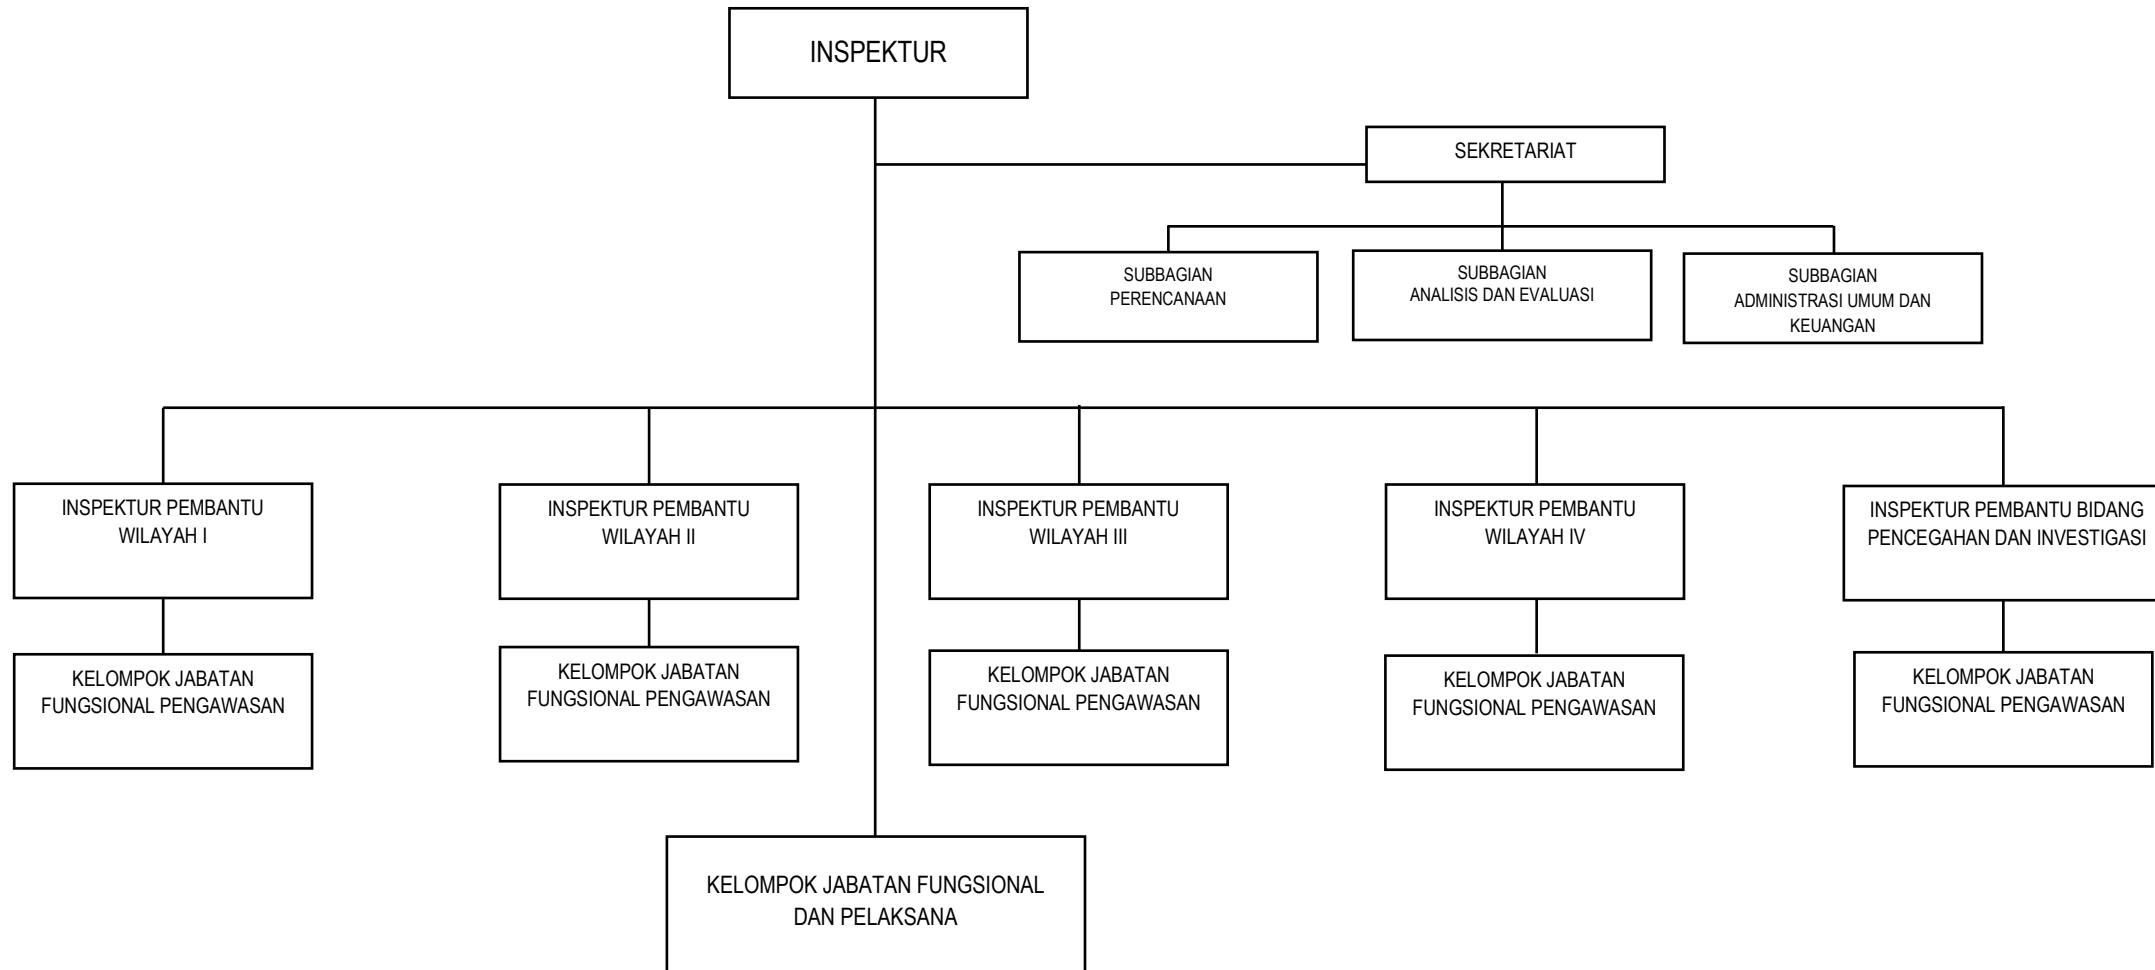 INSPEKTUR
SEKRETARIAT
SUBBAGIAN
PERENCANAAN
SUBBAGIAN
ANALISIS DAN EVALUASI
SUBBAGIAN
ADMINISTRASI UMUM DAN
KEUANGAN
INSPEKTUR PEMBANTU
WILAYAH I
INSPEKTUR PEMBANTU
WILAYAH II
INSPEKTUR PEMBANTU
WILAYAH III
INSPEKTUR PEMBANTU
WILAYAH IV
INSPEKTUR PEMBANTU BIDANG
PENCEGAHAN DAN INVESTIGASI
KELOMPOK JABATAN
FUNGSIONAL PENGAWASAN
KELOMPOK JABATAN
FUNGSIONAL PENGAWASAN
KELOMPOK JABATAN
FUNGSIONAL PENGAWASAN
KELOMPOK JABATAN
FUNGSIONAL PENGAWASAN
KELOMPOK JABATAN
FUNGSIONAL PENGAWASAN
KELOMPOK JABATAN FUNGSIONAL
DAN PELAKSANA